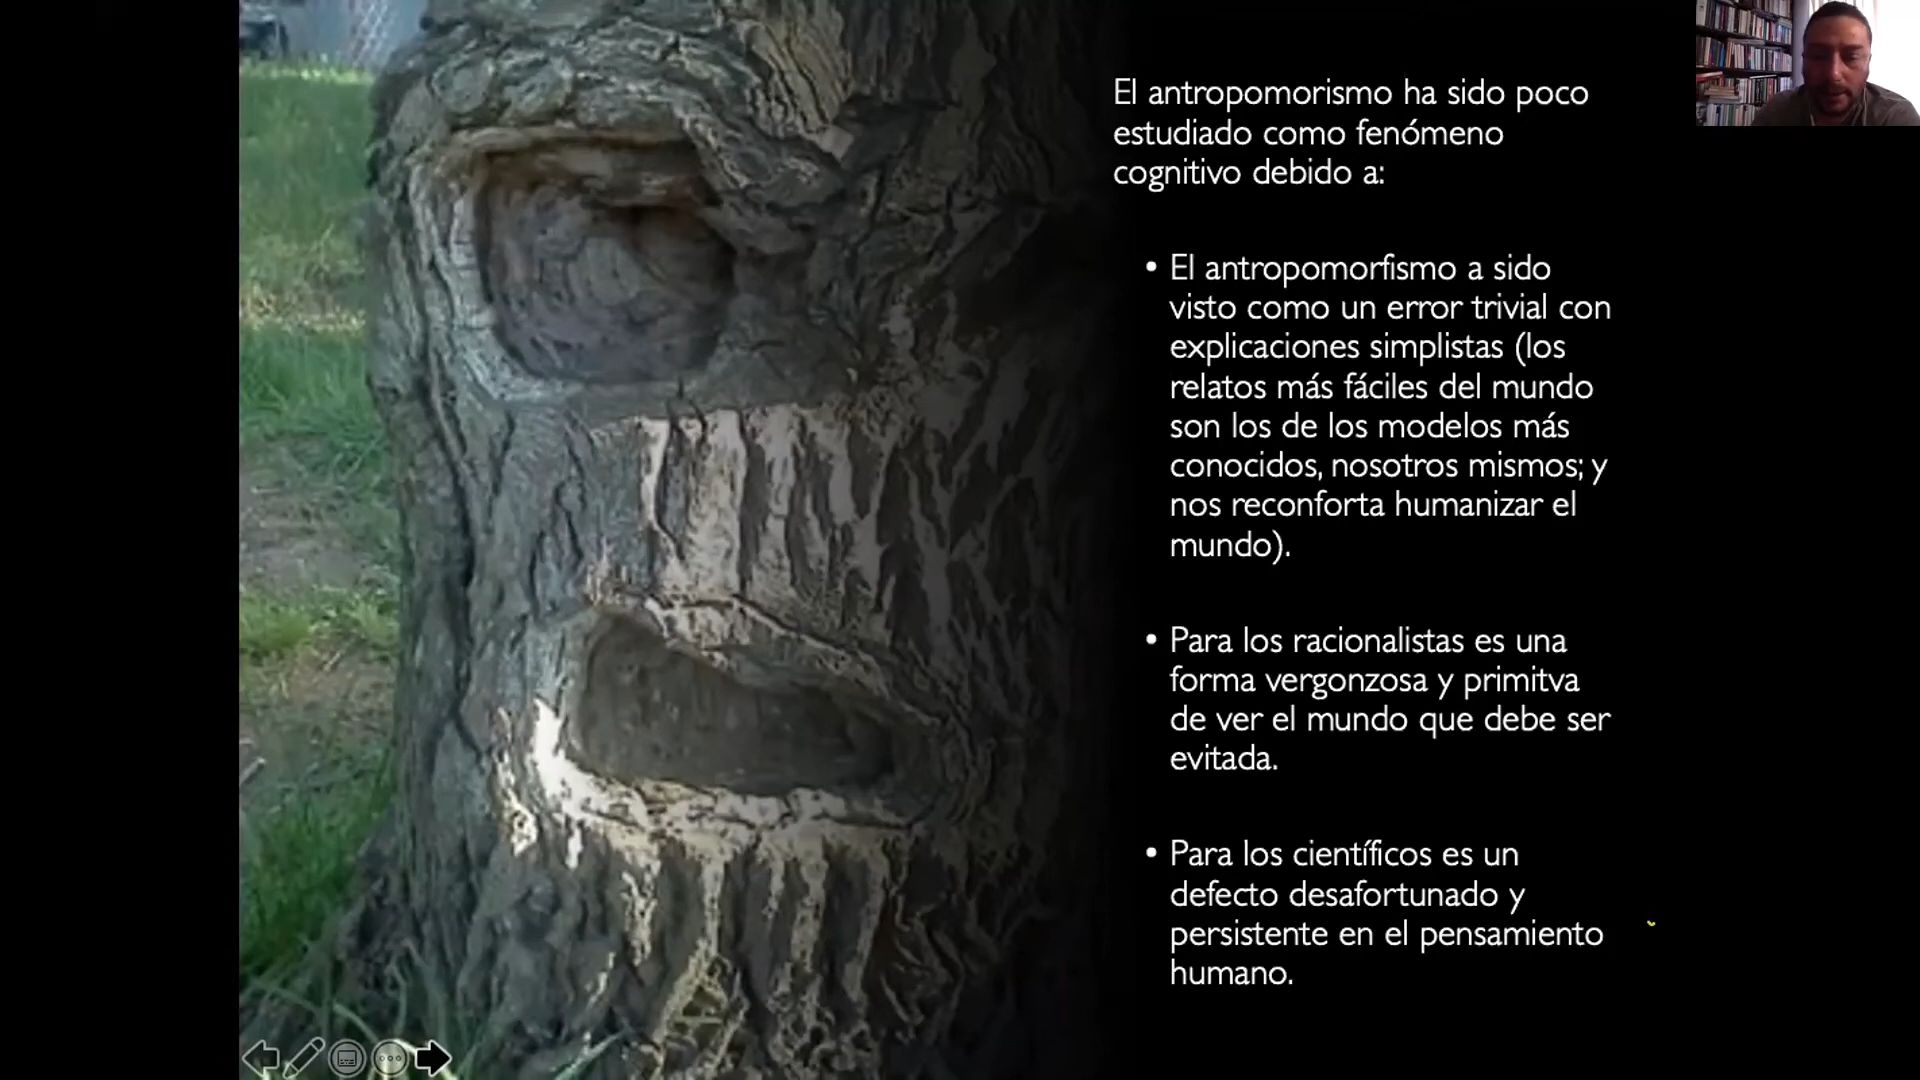 El antropomorismo ha sido poco
estudiado como fenómeno
cognitivo debido a:
• El antropomorfismo a sido
visto como un error trivial con
explicaciones simplistas (los
relatos más fáciles del mundo
son los de los modelos más
conocidos, nosotros mismos; y
nos reconforta humanizar el
mundo).
• Para los racionalistas es una
forma vergonzosa y primitva
de ver el mundo que debe ser
evitada.
• Para los científicos es un
defecto desafortunado y
persistente en el pensamiento
humano.